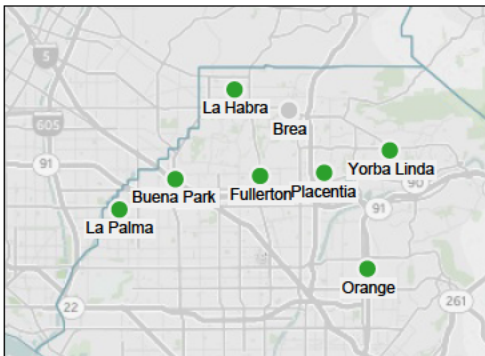 5
La Habra
Brea
605
91
Yorba Linda
90
Buena Park
Fullerton
Placentia
La Palma
91
Orange
22
261